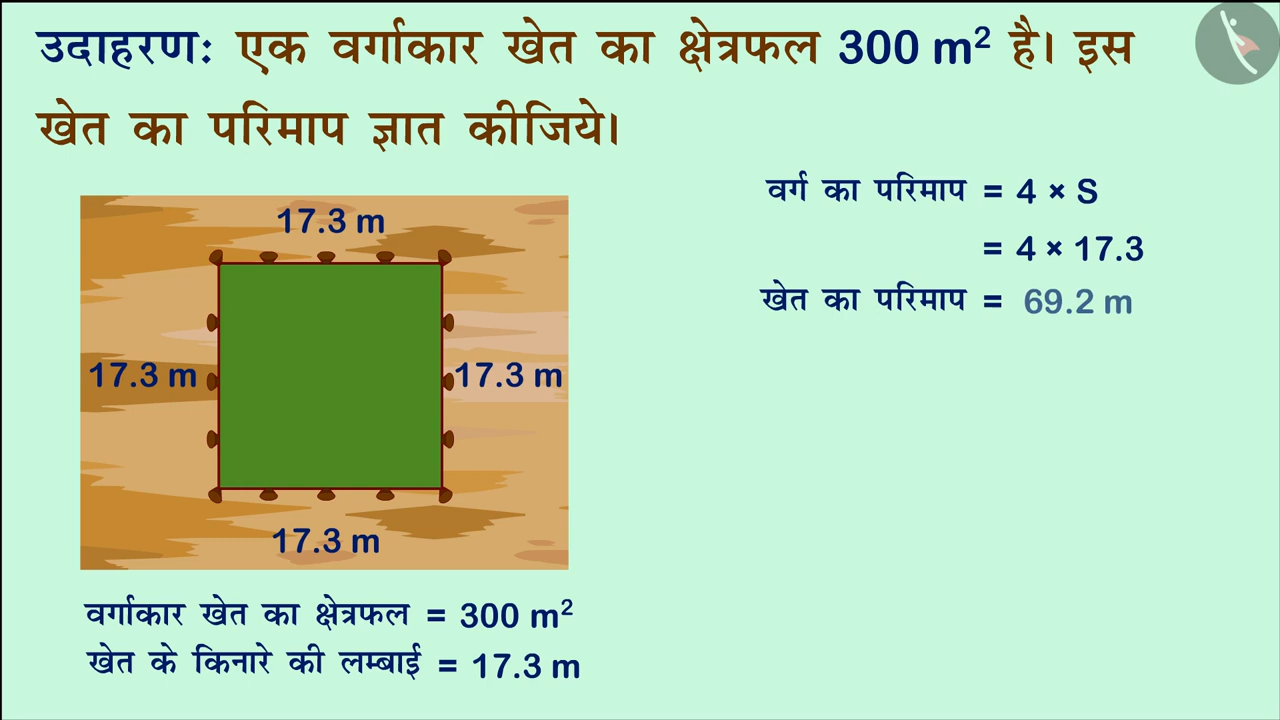 उदाहरणः एक वर्गाकार खेत का क्षेत्रफल 300 m² है। इस
खेत का परिमाप ज्ञात कीजिये।
वर्ग का परिमाप = 4 × S
= 4 × 17.3
खेत का परिमाप = 69.2 m
17.3 m
17.3 m
17.3 m
17.3 m
वर्गाकार खेत का क्षेत्रफल = 300 m²
खेत के किनारे की लम्बाई = 17.3 m